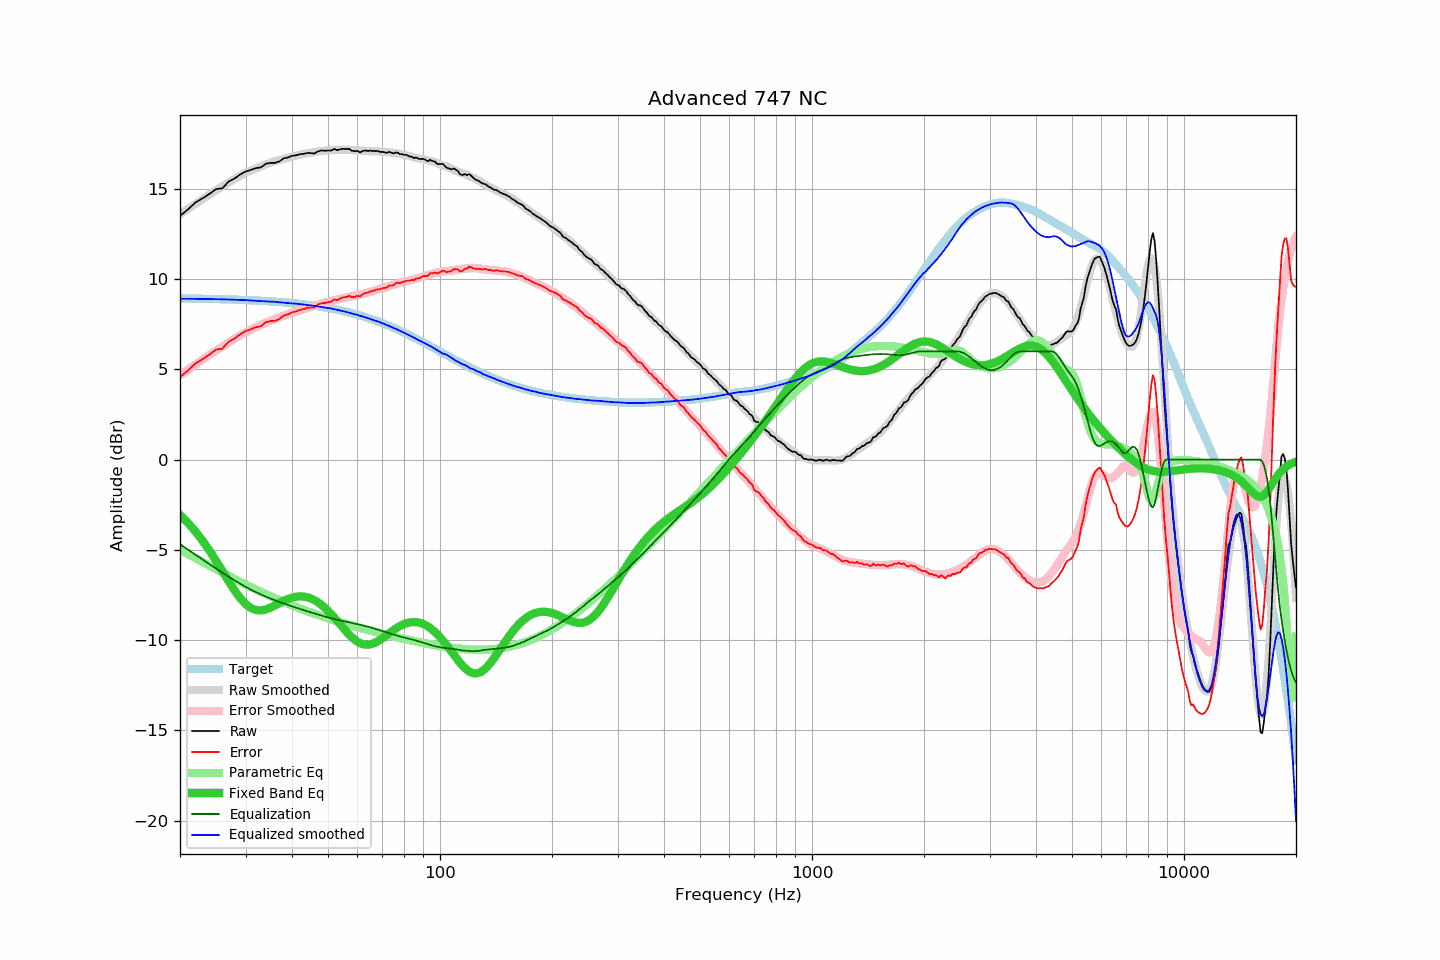 Advanced 747 NC
Amplitude (dBr)
15
10
5
0
−5
−10
−15
−20
Target
Raw Smoothed
Error Smoothed
Raw
Error
Parametric Eq
Fixed Band Eq
Equalization
Equalized smoothed
100
1000
10000
Frequency (Hz)